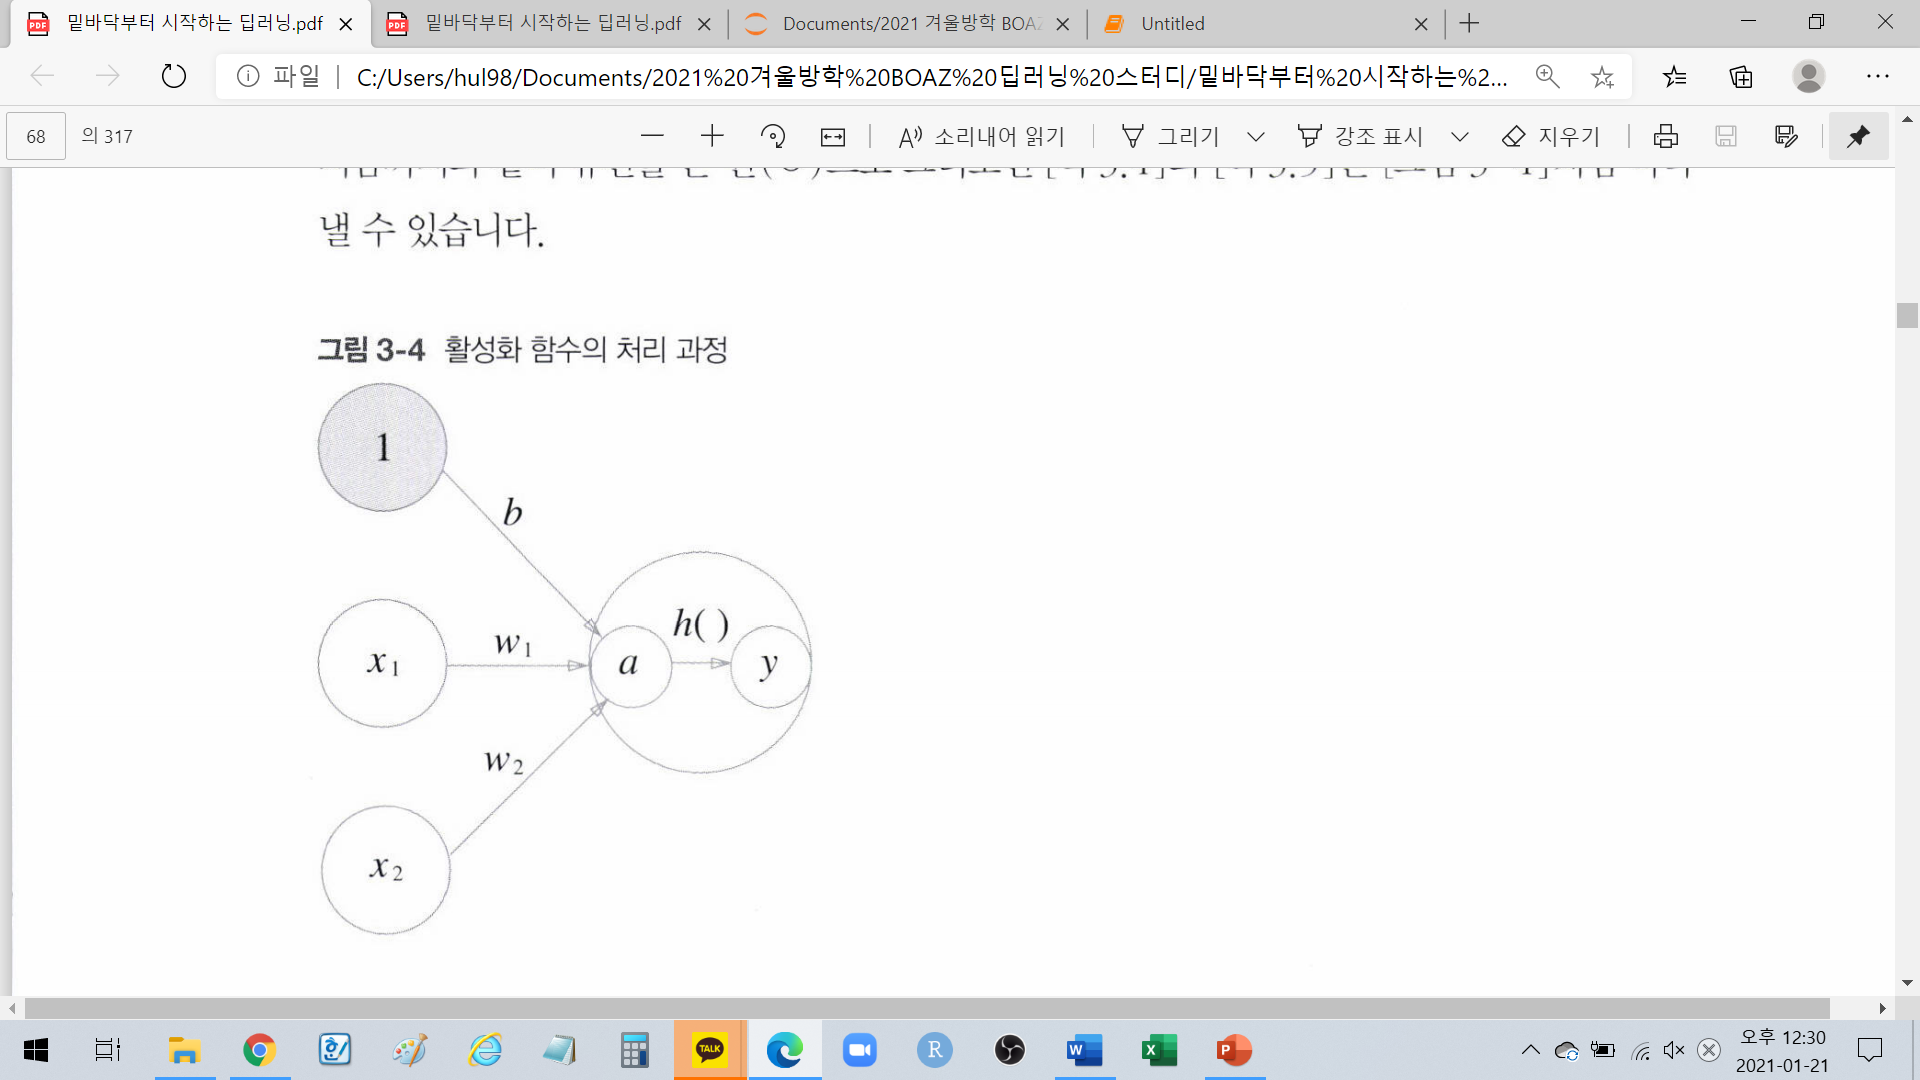 밑바닥부터 시작하는 딥러닝.pdf
밑바닥부터 시작하는 딥러닝.pdf
Documents/2021 겨울방학 BOAZ
Untitled
파일
C:/Users/hul98/Documents/2021%20겨울방학%20BOAZ%20딥러닝%20스터디/밑바닥부터%20시작하는%2...
68 의 317
소리내어 읽기
그리기
강조 표시
지우기
낼 수 있습니다.
그림 3-4 활성화 함수의 처리 과정
1
b
h( )
w1
x1
a
y
w2
x2
TALK
R
W
X
P
오후 12:30
2021-01-21